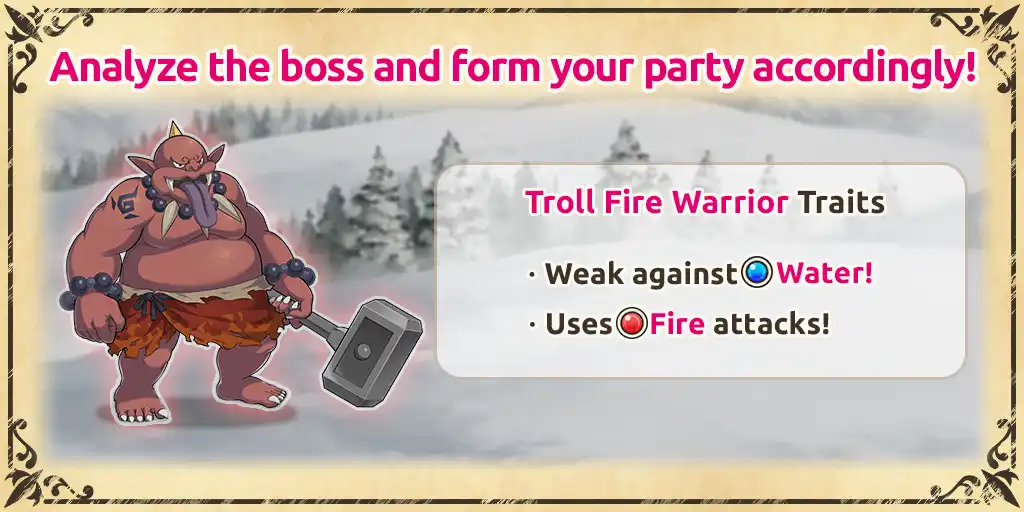 Analyze the boss and form your party accordingly!
Troll Fire Warrior Traits
· Weak against Water!
· Uses Fire attacks!